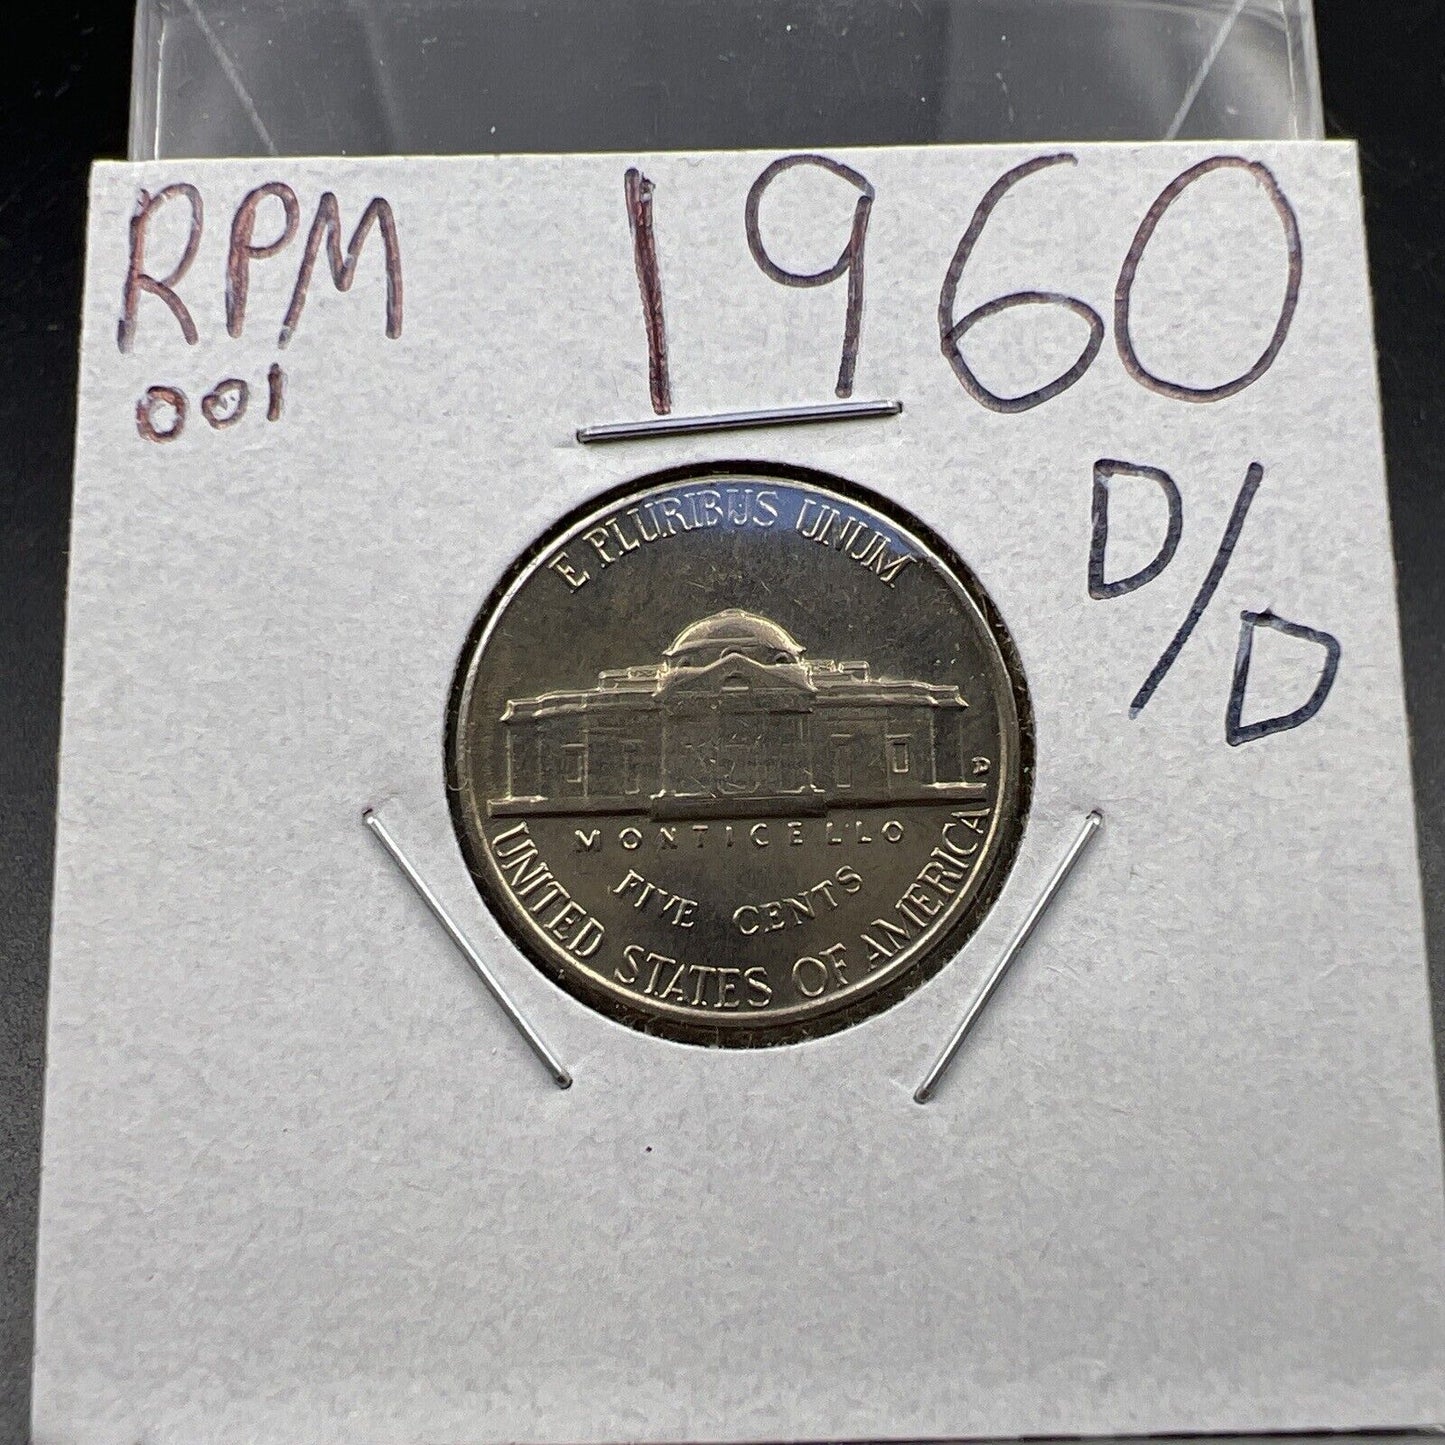 RPM 1960
001
D/D
E PLURIBUS UNUM
MONTICELLO
FIVE CENTS
UNITED STATES OF AMERICA